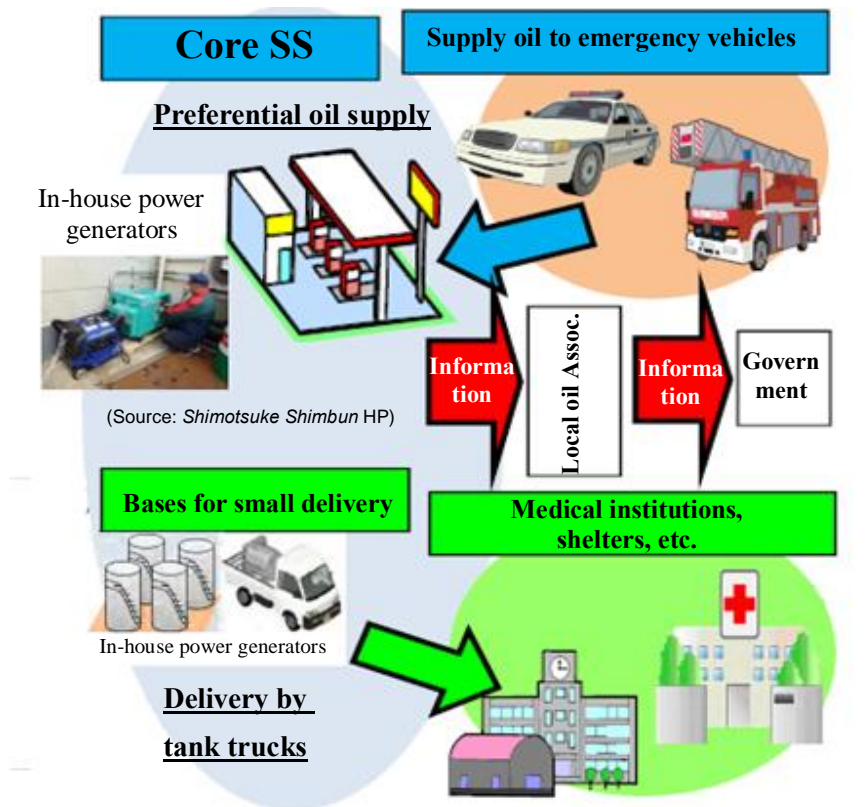 Core SS
Supply oil to emergency vehicles
Preferential oil supply
In-house power
generators
(Source: Shimotsuke Shimbun HP)
Informa
tion
Local oil Assoc.
Informa
tion
Govern
ment
Bases for small delivery
Medical institutions,
shelters, etc.
In-house power generators
Delivery by
tank trucks